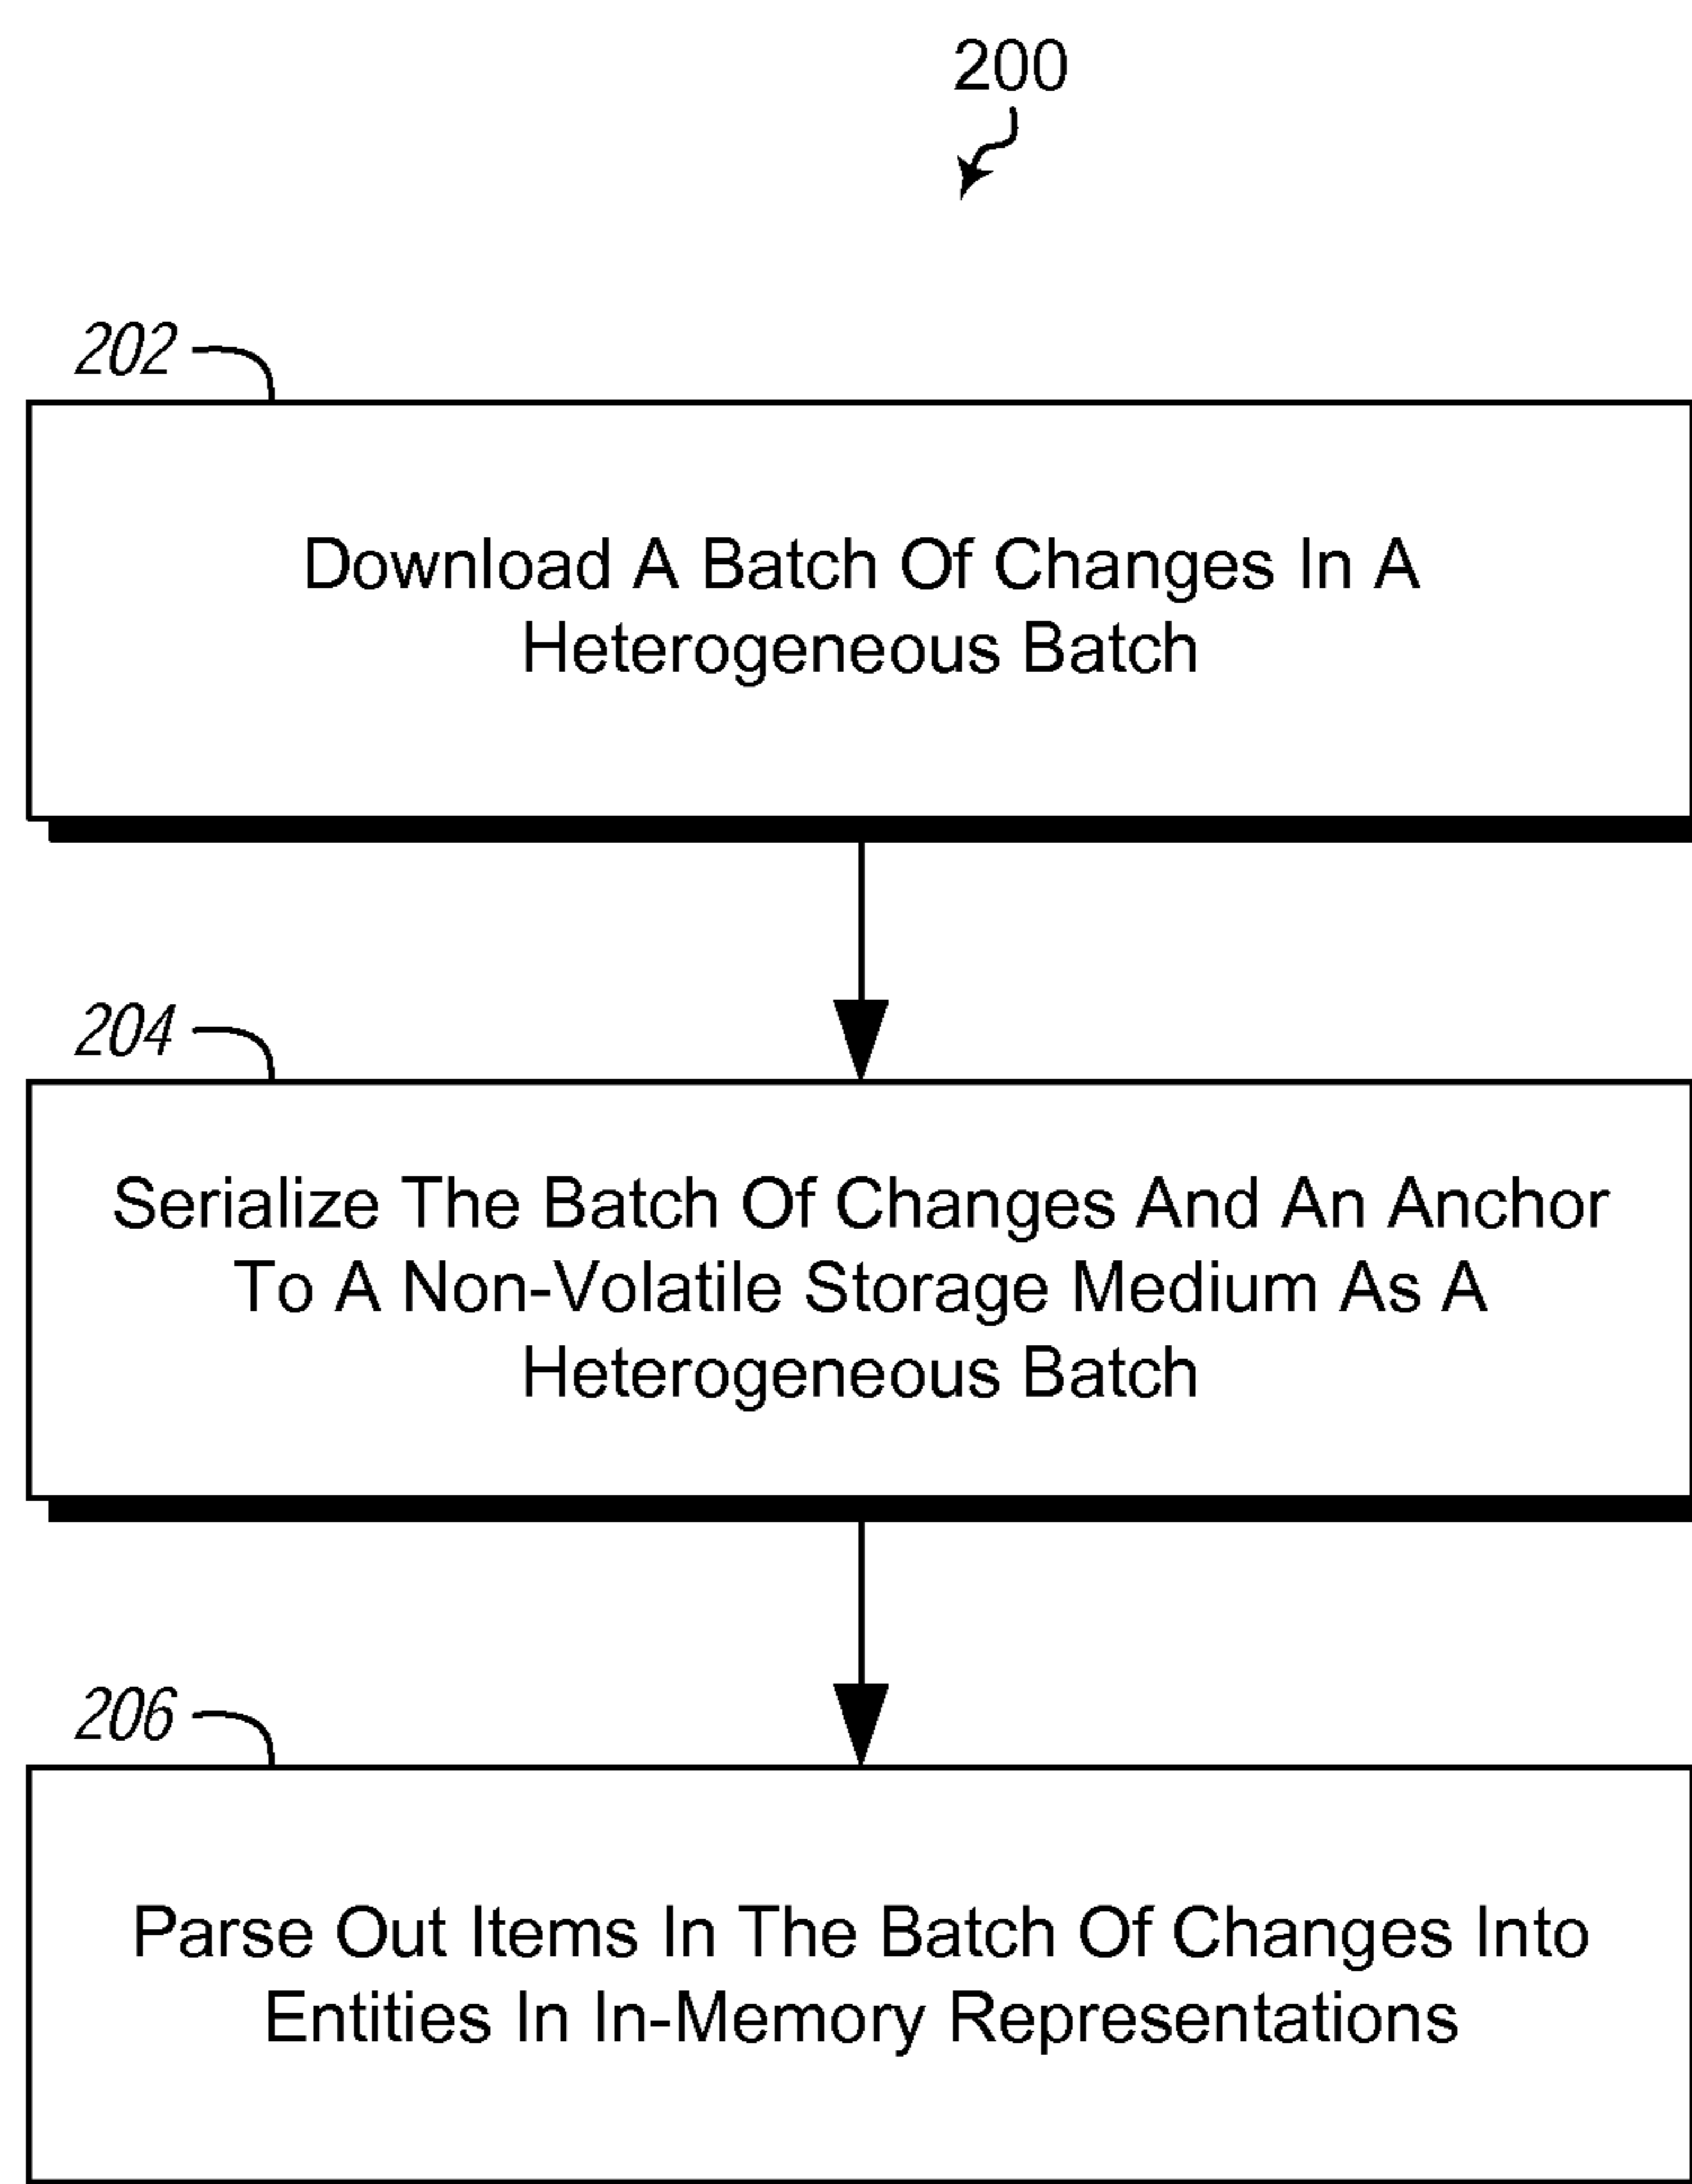 200
202
Download A Batch Of Changes In A
Heterogeneous Batch
204
Serialize The Batch Of Changes And An Anchor
To A Non-Volatile Storage Medium As A
Heterogeneous Batch
206
Parse Out Items In The Batch Of Changes Into
Entities In In-Memory Representations